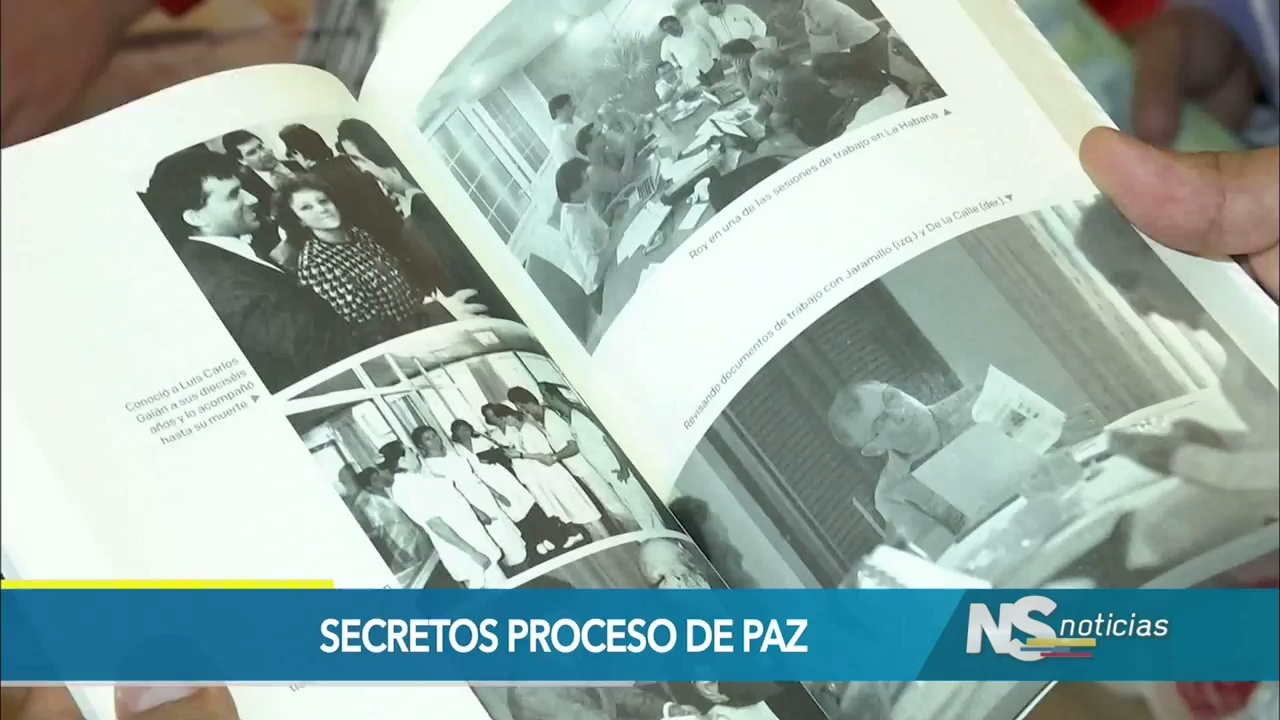 Roy en una de las sesiones de trabajo en La Habana ▲
Revisando documentos de trabajo con Jaramillo (izq.) y De la Calle (der.).▼
Conoció a Luis Carlos
Galán a sus dieciséis
años y lo acompañó
hasta su muerte ▶
SECRETOS PROCESO DE PAZ
NS noticias